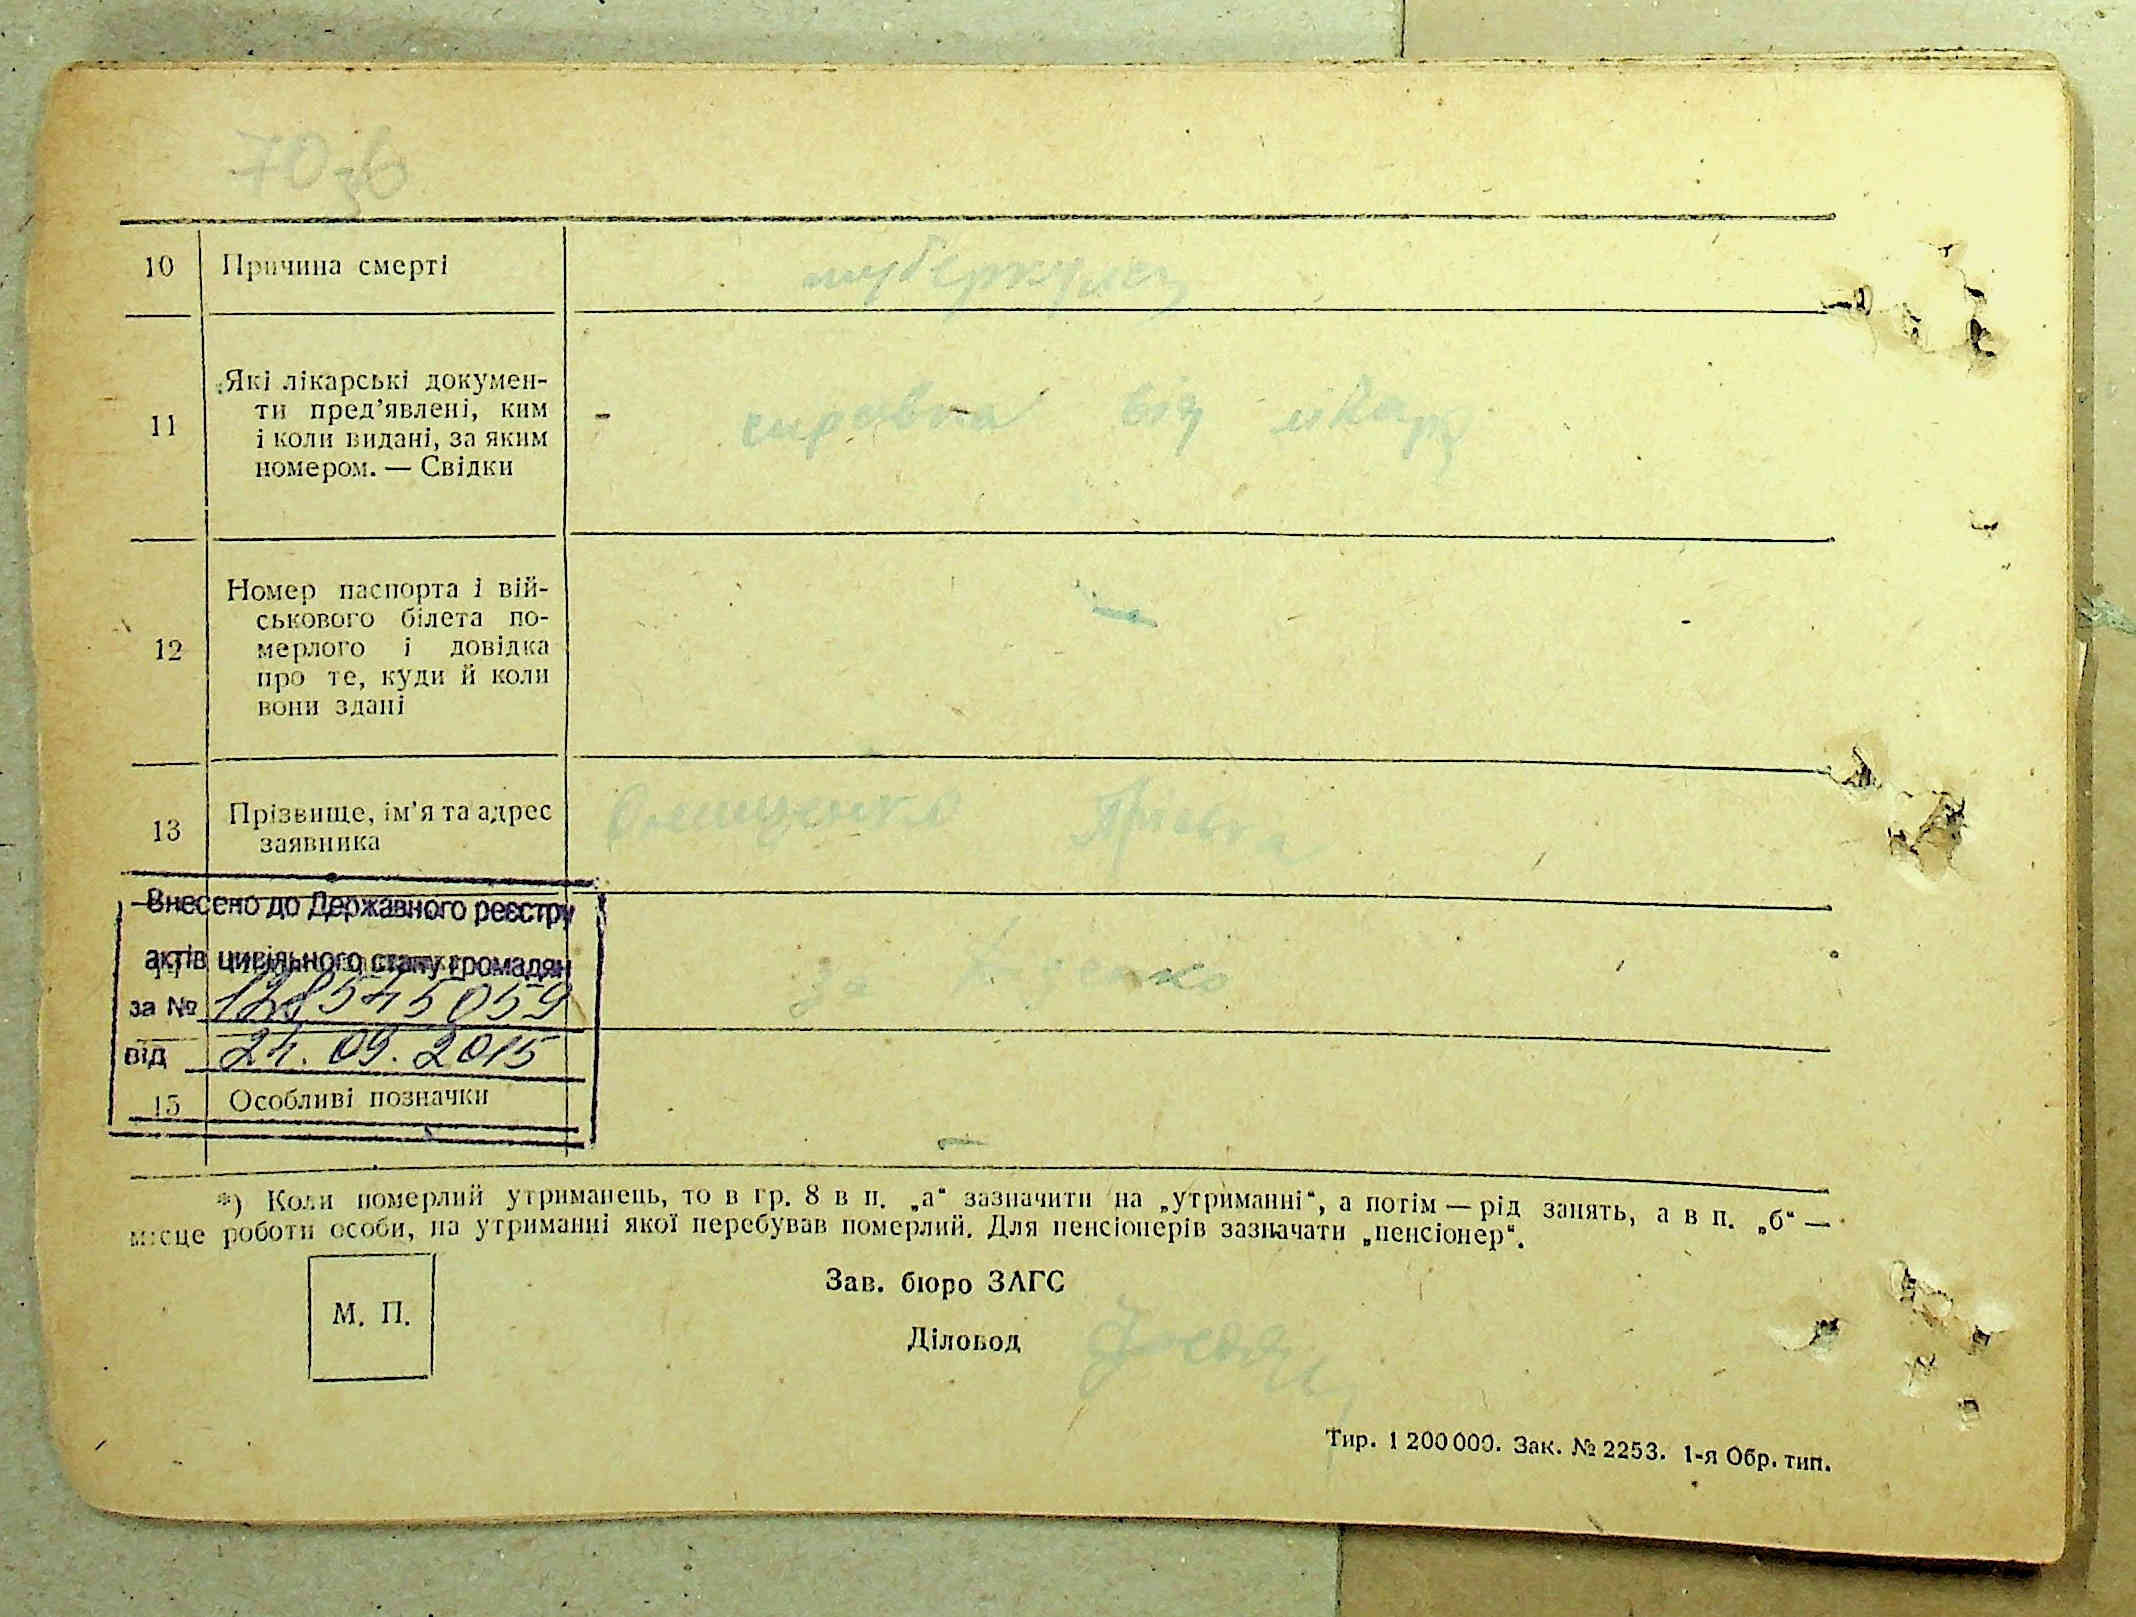 70зв
10 Причина смерті туберкулез
11 Які лікарські докумен-
ти пред’явлені, ким
і коли видані, за яким
номером. — Свідки
- справка від лікаря
12 Номер паспорта і вій-
ськового білета по-
мерлого і довідка
про те, куди й коли
вони здані
—
13 Прізвище, ім’я та адрес
заявника
Онищенко
Внесено до Державного реєстру
актів цивільного стану громадян
за № 128545059
від 24.09.2015
за
15 Особливі позначки —
*) Коли померлий утриманець, то в гр. 8 в п. „а“ зазначити на „утриманні“, а потім — рід занять, а в п. „б“ —
місце роботи особи, на утриманні якої перебував померлий. Для пенсіонерів зазначати „пенсіонер“.
М. П.
Зав. бюро ЗАГС
Діловод
Тир. 1 200 000. Зак. № 2253. 1-я Обр. тип.